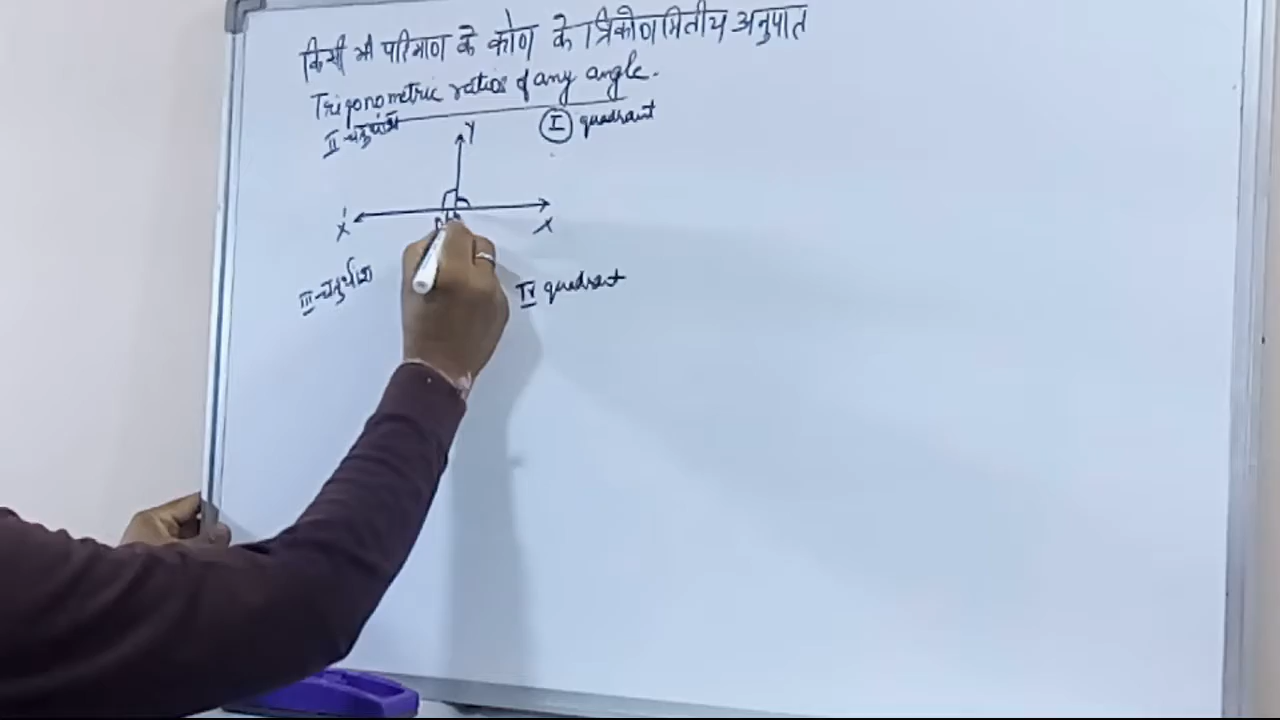 किसी भी परिमाण के कोण के त्रिकोणमितीय अनुपात
Trigonometric ratios of any angle.
II चतुर्थांश
I quadrant
Y
X'
X
III चतुर्थांश
IV quadrant